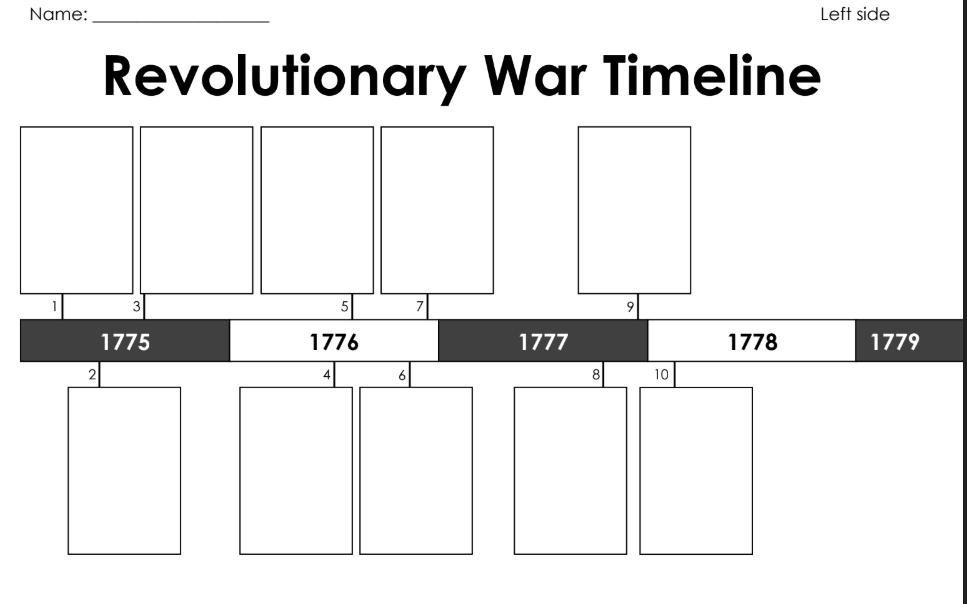 Name: ___________________ Left side
Revolutionary War Timeline
1 3 5 7 9
1775 1776 1777 1778 1779
2 4 6 8 10